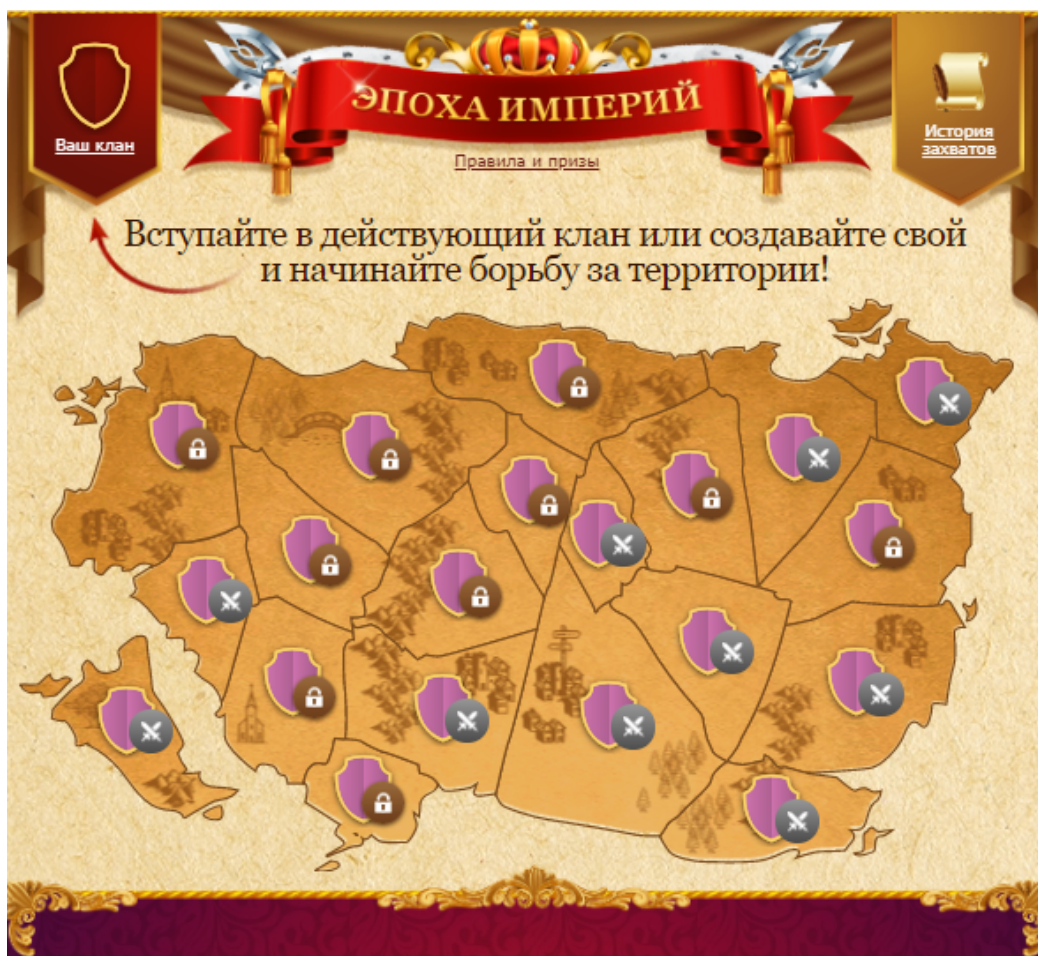 ЭПОХА ИМПЕРИЙ
Ваш клан
История
захватов
Правила и призы
Вступайте в действующий клан или создавайте свой
и начинайте борьбу за территории!